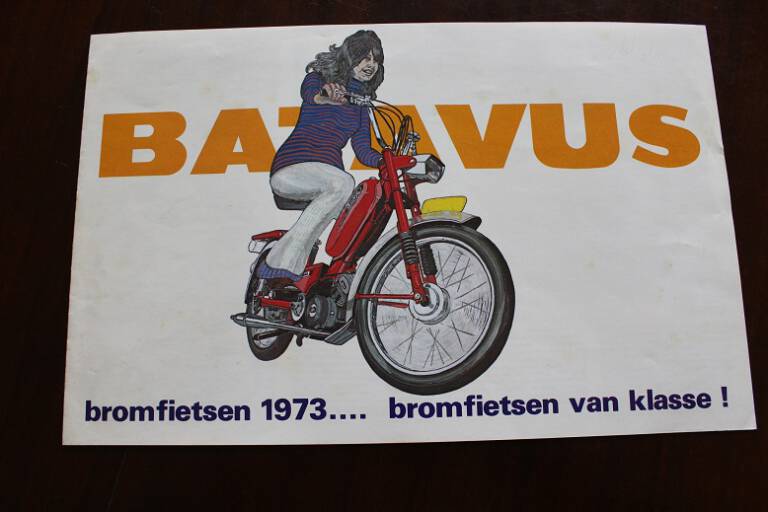 BATAVUS
bromfietsen 1973.... bromfietsen van klasse !